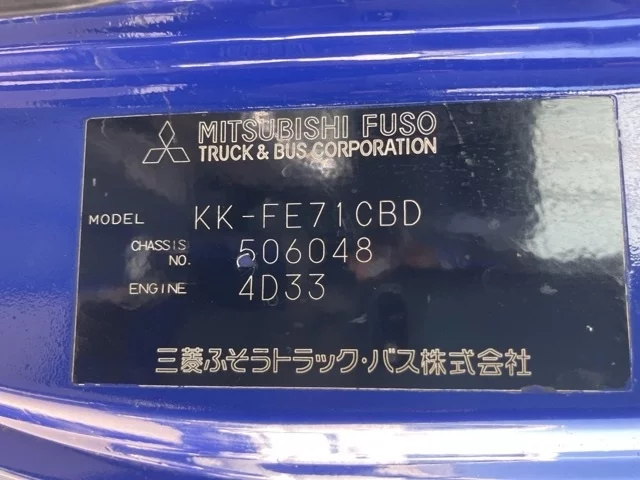 MITSUBISHI FUSO
TRUCK & BUS CORPORATION
MODEL KK-FE71CBD
CHASSIS NO. 506048
ENGINE 4D33
三菱ふそうトラック・バス株式会社